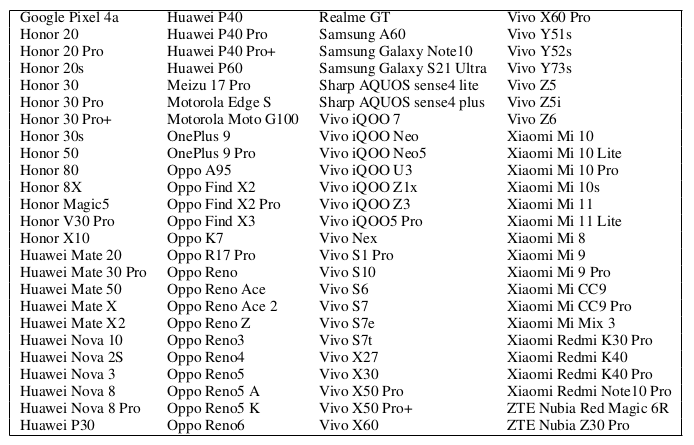 Google Pixel 4a Huawei P40 Realme GT Vivo X60 Pro
Honor 20 Huawei P40 Pro Samsung A60 Vivo Y51s
Honor 20 Pro Huawei P40 Pro+ Samsung Galaxy Note10 Vivo Y52s
Honor 20s Huawei P60 Samsung Galaxy S21 Ultra Vivo Y73s
Honor 30 Meizu 17 Pro Sharp AQUOS sense4 lite Vivo Z5
Honor 30 Pro Motorola Edge S Sharp AQUOS sense4 plus Vivo Z5i
Honor 30 Pro+ Motorola Moto G100 Vivo iQOO 7 Vivo Z6
Honor 30s OnePlus 9 Vivo iQOO Neo Xiaomi Mi 10
Honor 50 OnePlus 9 Pro Vivo iQOO Neo5 Xiaomi Mi 10 Lite
Honor 80 Oppo A95 Vivo iQOO U3 Xiaomi Mi 10 Pro
Honor 8X Oppo Find X2 Vivo iQOO Z1x Xiaomi Mi 10s
Honor Magic5 Oppo Find X2 Pro Vivo iQOO Z3 Xiaomi Mi 11
Honor V30 Pro Oppo Find X3 Vivo iQOO5 Pro Xiaomi Mi 11 Lite
Honor X10 Oppo K7 Vivo Nex Xiaomi Mi 8
Huawei Mate 20 Oppo R17 Pro Vivo S1 Pro Xiaomi Mi 9
Huawei Mate 30 Pro Oppo Reno Vivo S10 Xiaomi Mi 9 Pro
Huawei Mate 50 Oppo Reno Ace Vivo S6 Xiaomi Mi CC9
Huawei Mate X Oppo Reno Ace 2 Vivo S7 Xiaomi Mi CC9 Pro
Huawei Mate X2 Oppo Reno Z Vivo S7e Xiaomi Mi Mix 3
Huawei Nova 10 Oppo Reno3 Vivo S7t Xiaomi Redmi K30 Pro
Huawei Nova 2S Oppo Reno4 Vivo X27 Xiaomi Redmi K40
Huawei Nova 3 Oppo Reno5 Vivo X30 Xiaomi Redmi K40 Pro
Huawei Nova 8 Oppo Reno5 A Vivo X50 Pro Xiaomi Redmi Note10 Pro
Huawei Nova 8 Pro Oppo Reno5 K Vivo X50 Pro+ ZTE Nubia Red Magic 6R
Huawei P30 Oppo Reno6 Vivo X60 ZTE Nubia Z30 Pro